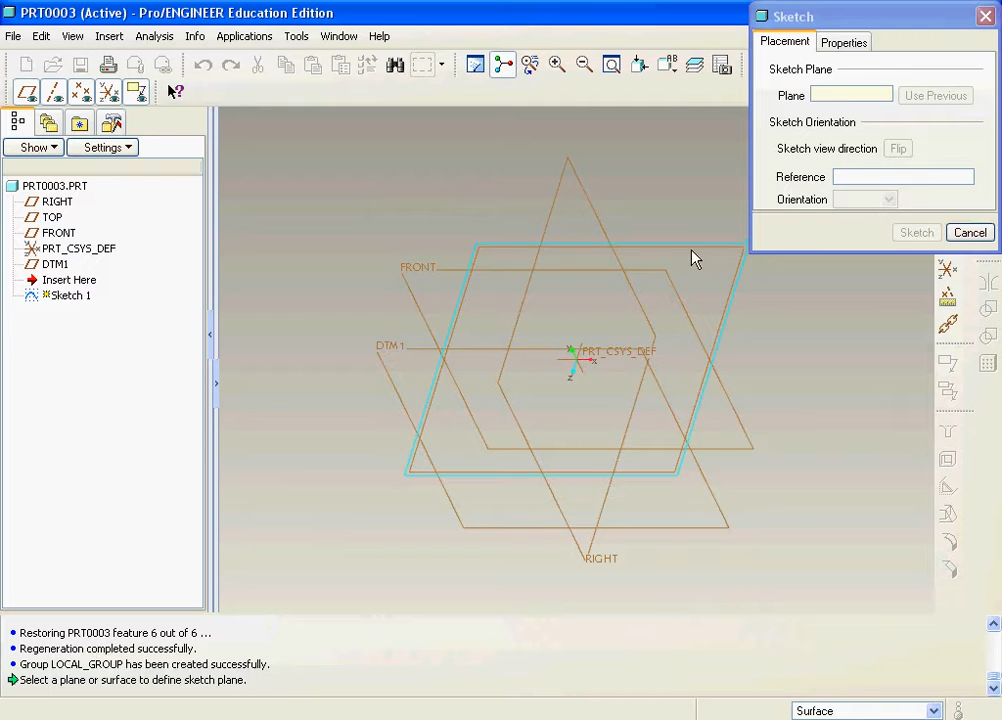 PRT0003 (Active) - Pro/ENGINEER Education Edition
File Edit View Insert Analysis Info Applications Tools Window Help
Sketch
Placement Properties
Sketch Plane
Plane Use Previous
Sketch Orientation
Sketch view direction Flip
Reference
Orientation
Sketch Cancel
Show Settings
PRT0003.PRT
RIGHT
TOP
FRONT
PRT_CSYS_DEF
DTM1
Insert Here
Sketch 1
FRONT
DTM1
Y
PRT_CSYS_DEF
X
Z
RIGHT
Restoring PRT0003 feature 6 out of 6 ...
Regeneration completed successfully.
Group LOCAL_GROUP has been created successfully.
Select a plane or surface to define sketch plane.
Surface